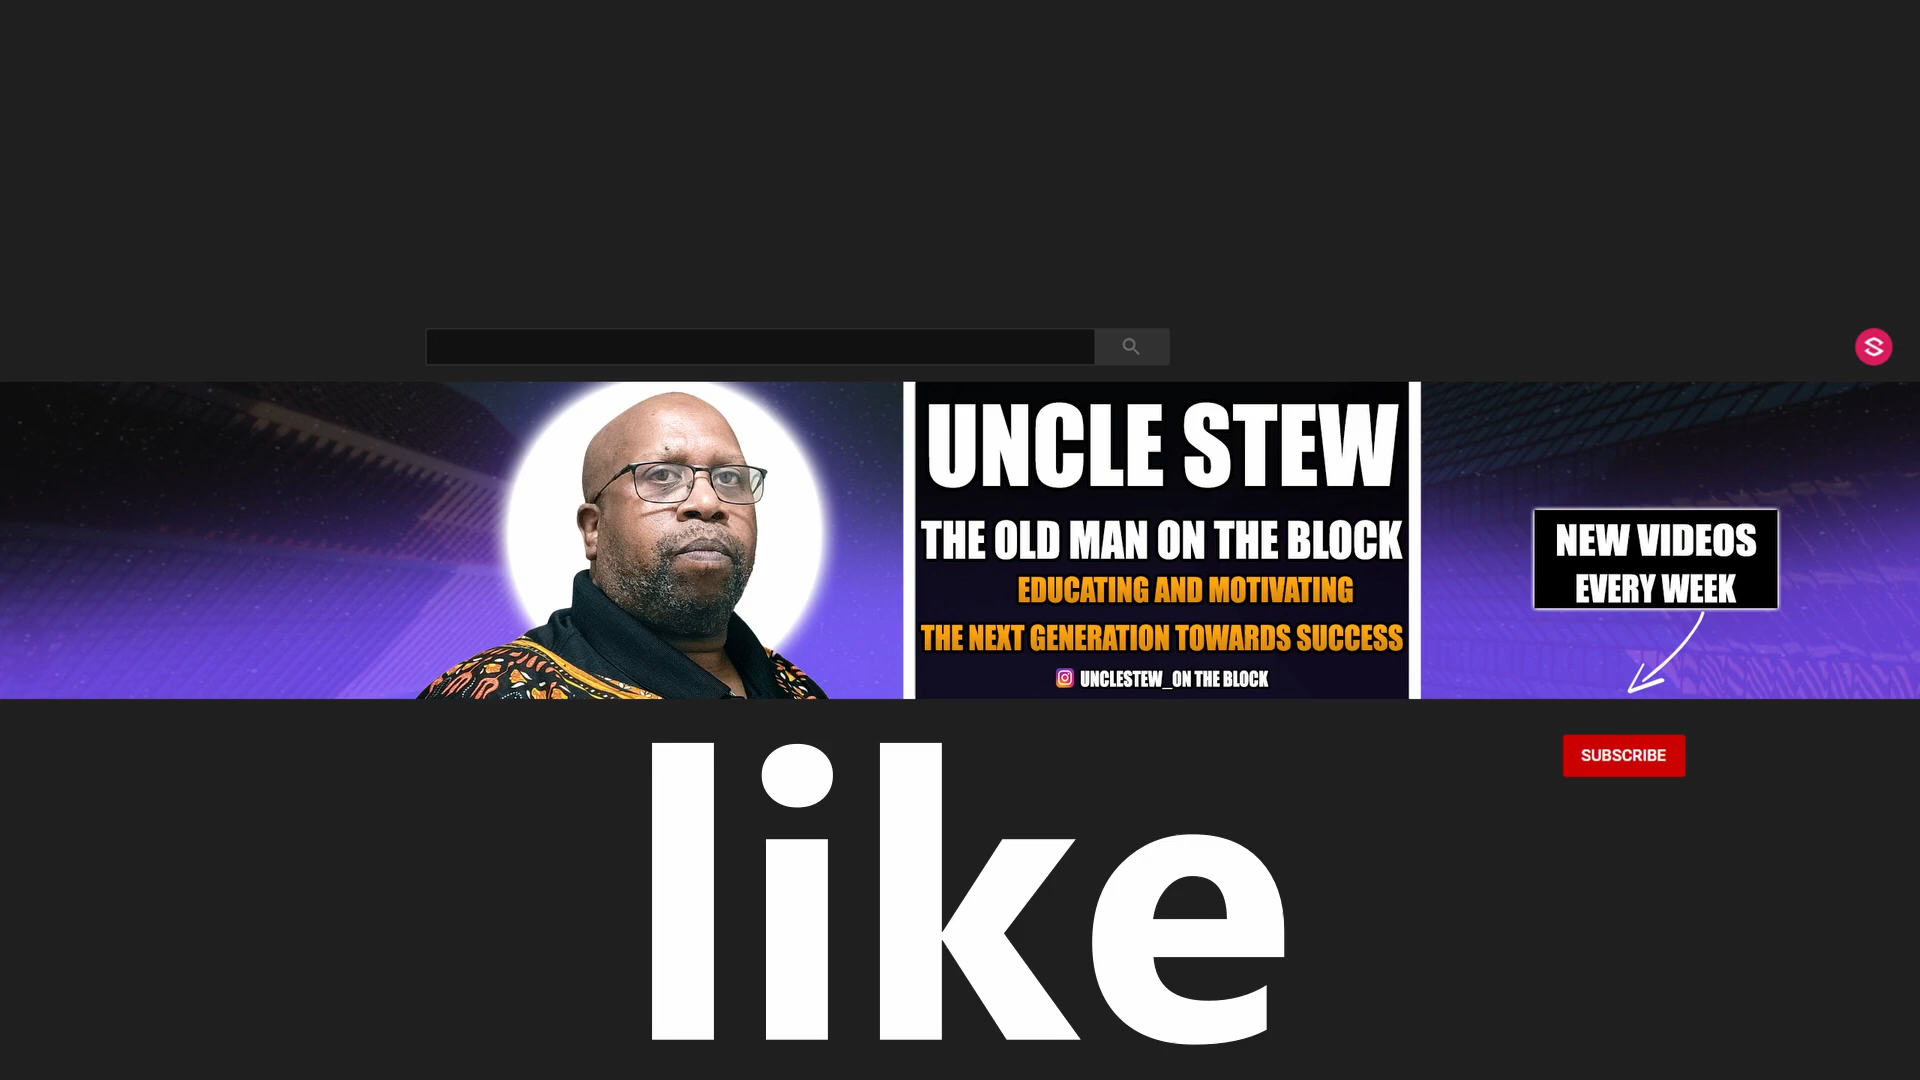 UNCLE STEW
THE OLD MAN ON THE BLOCK
EDUCATING AND MOTIVATING
THE NEXT GENERATION TOWARDS SUCCESS
UNCLESTEW_ON THE BLOCK
NEW VIDEOS
EVERY WEEK
SUBSCRIBE
like